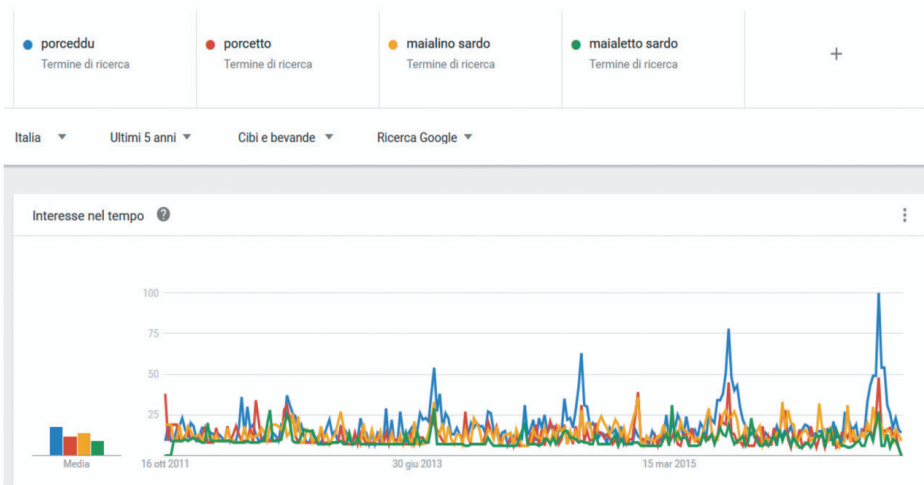 porceddu
Termine di ricerca
porcetto
Termine di ricerca
maialino sardo
Termine di ricerca
maialetto sardo
Termine di ricerca
+
Italia
Ultimi 5 anni
Cibi e bevande
Ricerca Google
Interesse nel tempo ?
100
75
50
25
Media
16 ott 2011
30 giu 2013
15 mar 2015